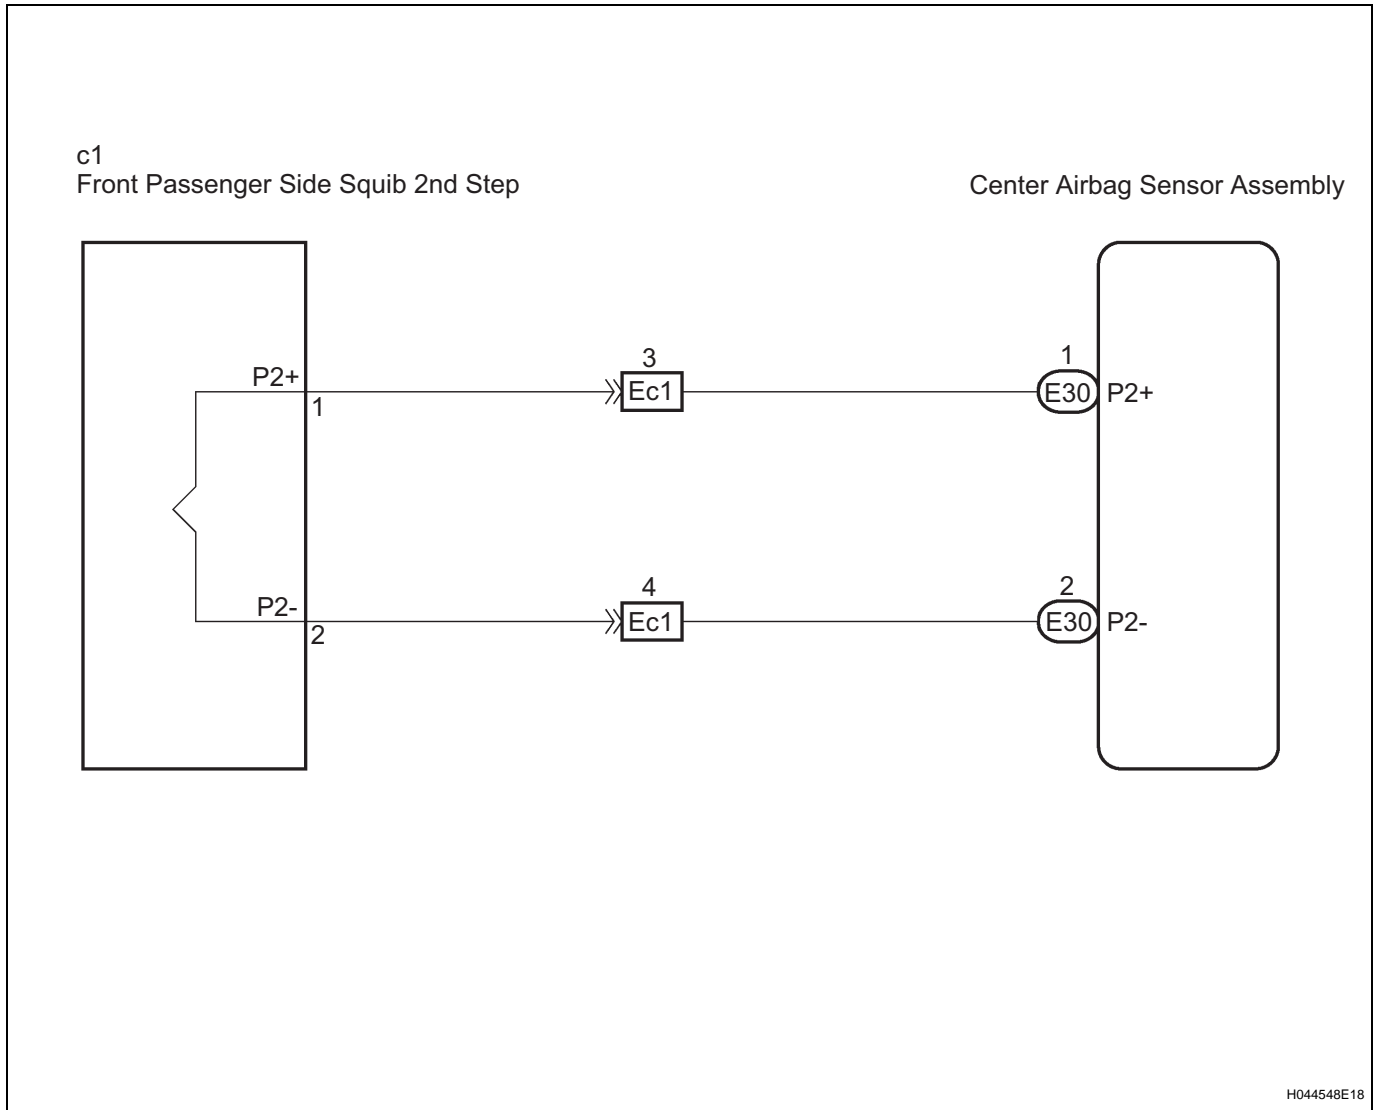 c1
Front Passenger Side Squib 2nd Step
Center Airbag Sensor Assembly
P2+
1
3
Ec1
1
E30
P2+
P2-
2
4
Ec1
2
E30
P2-
H044548E18